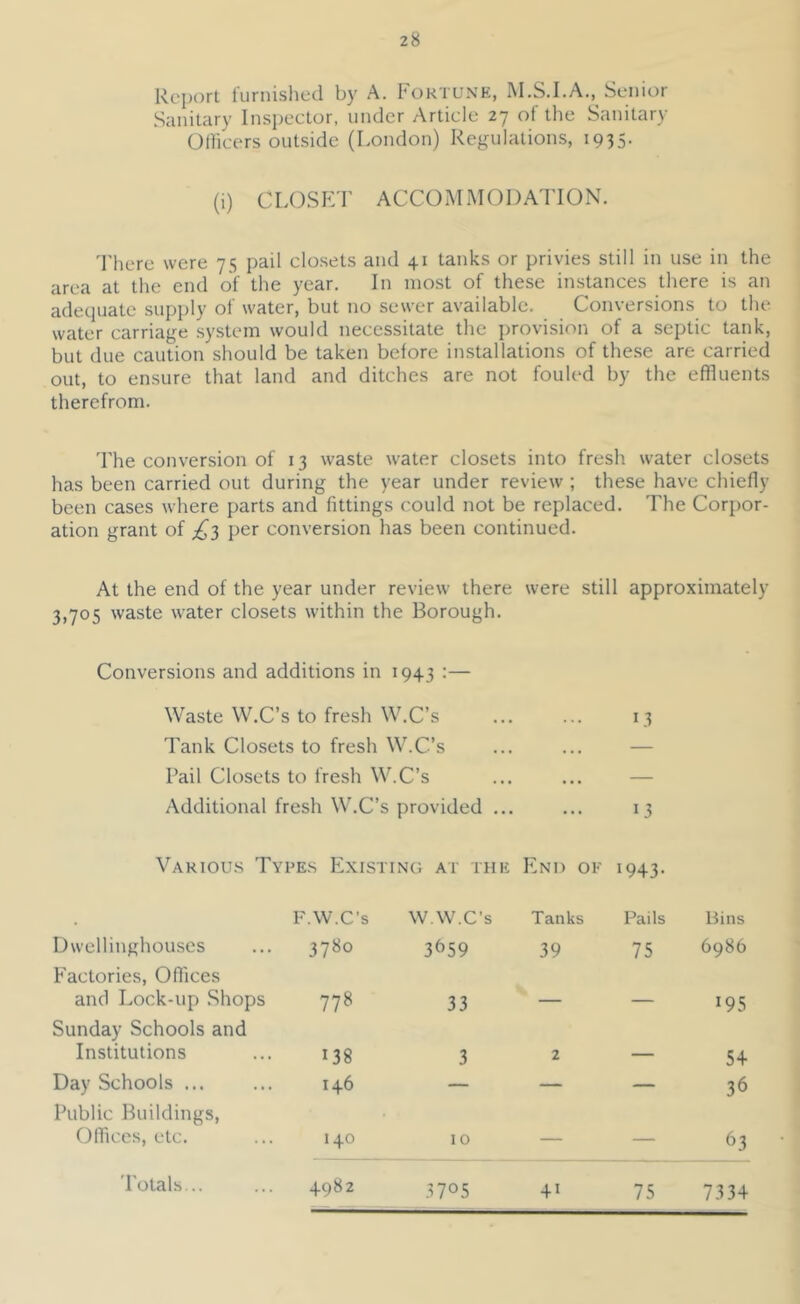 28
Report furnished by A. Fortune, M.S.I.A., Senior
Sanitary Inspector, under Article 27 of the Sanitary
Officers outside (London) Regulations, 1935.
(i) CLOSET ACCOMMODATION.
There were 75 pail closets and 41 tanks or privies still in use in the
area at the end of the year. In most of these instances there is an
adequate supply of water, but no sewer available. Conversions to the
water carriage system would necessitate the provision of a septic tank,
but due caution should be taken before installations of these are carried
out, to ensure that land and ditches are not fouled by the effluents
therefrom.
The conversion of 13 waste water closets into fresh water closets
has been carried out during the year under review ; these have chiefly
been cases where parts and fittings could not be replaced. The Corpor-
ation grant of £3 per conversion has been continued.
At the end of the year under review there were still approximately
3,705 waste water closets within the Borough.
Conversions and additions in 1943 :—
Waste W.C's to fresh W.C's ... ... 13
Tank Closets to fresh W.C's ... ... —
Pail Closets to fresh W.C's ... ... —
Additional fresh W.C's provided ... ... 13
Various Types Existing at the End of 1943.
F.W.C's W.W.C's Tanks Pails Bins
Dwellinghouses ... 3780 3659 39 75 6986
Factories, Offices
and Lock-up Shops 778 33 — — 195
Sunday Schools and
Institutions ... 138 3 2 — 54
Day Schools ... ... 146 — — — 36
Public Buildings,
Offices, etc. ... 140 10 — — 63
Totals... ... 4982 3705 41 75 7334